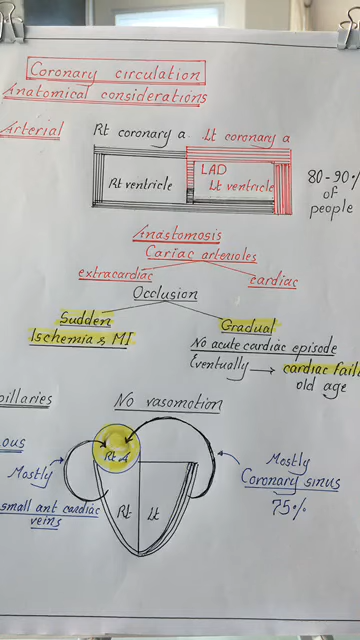 Coronary circulation
Anatomical considerations
Arterial
Rt coronary a. Lt coronary a
LAD
Rt ventricle Lt ventricle
80-90%
of
people
Anastomosis
Cariac arterioles
extracardiac cardiac
Occlusion
Sudden Gradual
Ischemia & MI No acute cardiac episode
Eventually → cardiac fail
old age
pillaries No vasomotion
ous
Rt A
Mostly Mostly
Coronary sinus
75%
Rt Lt
small ant cardiac
veins